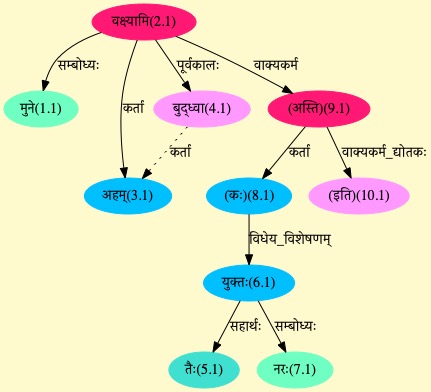 वक्ष्यामि(2.1)
सम्बोध्यः
कर्ता
पूर्वकालः
वाक्यकर्म
मुने(1.1)
बुद्ध्वा(4.1)
(अस्ति)(9.1)
कर्ता
कर्ता
वाक्यकर्म_द्योतकः
अहम्(3.1)
(कः)(8.1)
(इति)(10.1)
विधेय_विशेषणम्
युक्तः(6.1)
सहार्थः
सम्बोध्यः
तैः(5.1)
नरः(7.1)